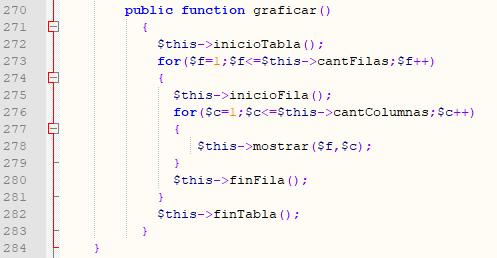 270 public function graficar()
271 {
272 $this->inicioTabla();
273 for($f=1;$f<=$this->cantFilas;$f++)
274 {
275 $this->inicioFila();
276 for($c=1;$c<=$this->cantColumnas;$c++)
277 {
278 $this->mostrar($f,$c);
279 }
280 $this->finFila();
281 }
282 $this->finTabla();
283 }
284 }